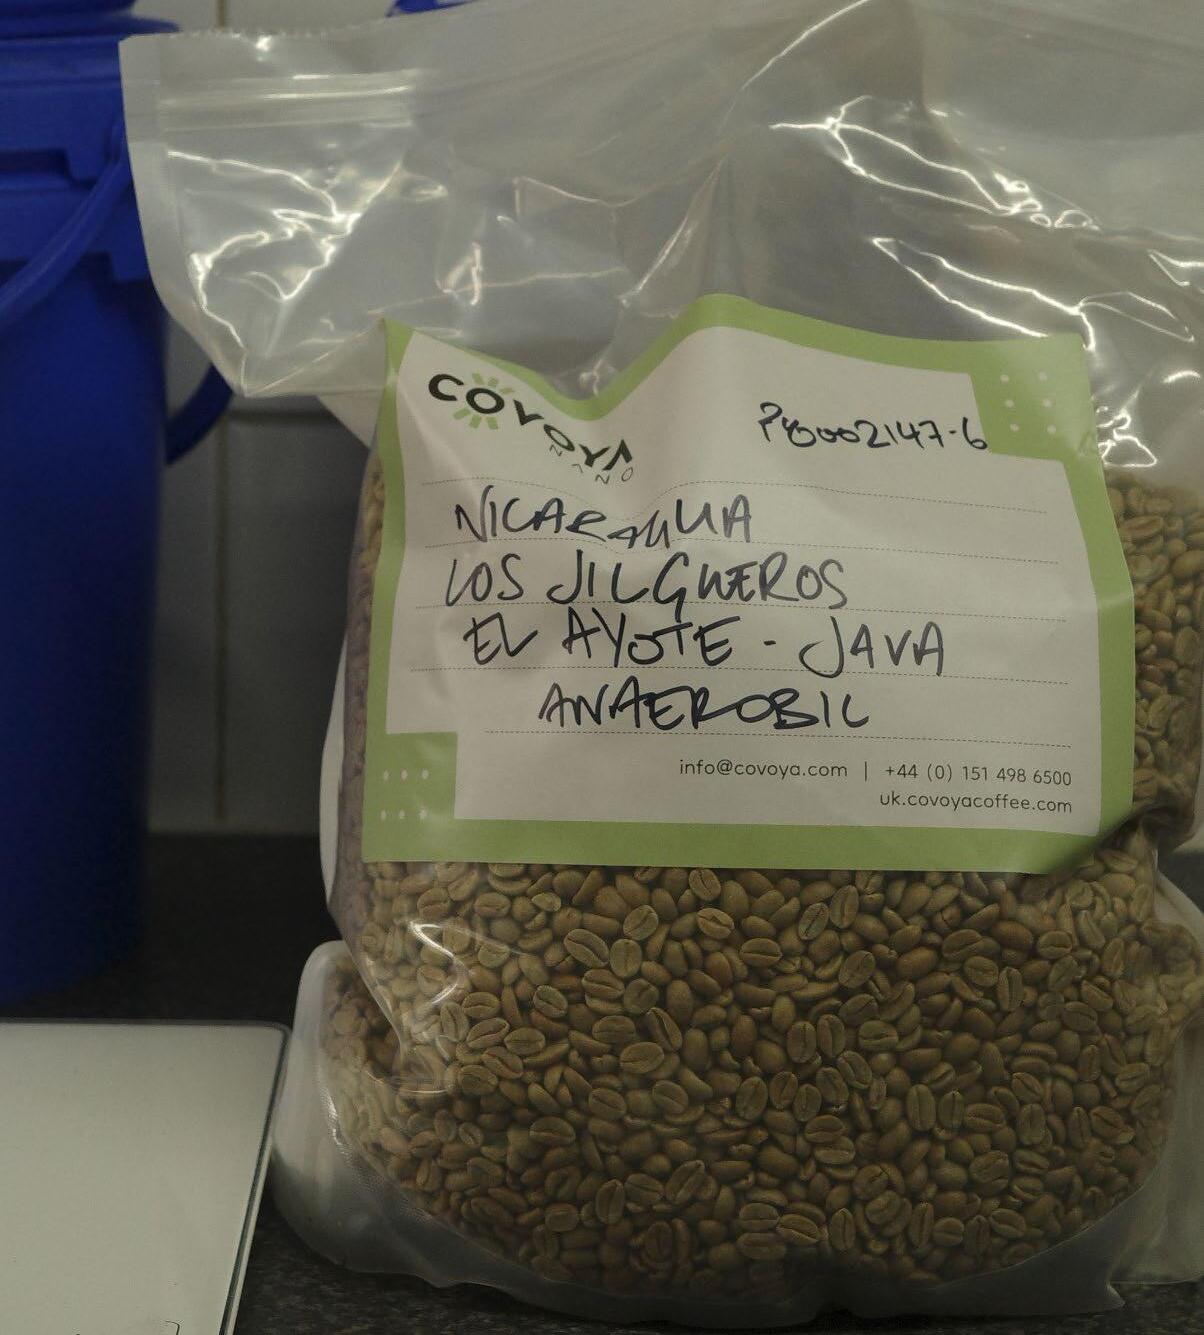 COVOYA
NANO
P80002147-6
NICARAGUA
LOS JILGUEROS
EL AYOTE - JAVA
ANAEROBIC
info@covoya.com | +44 (0) 151 498 6500
uk.covoyacoffee.com